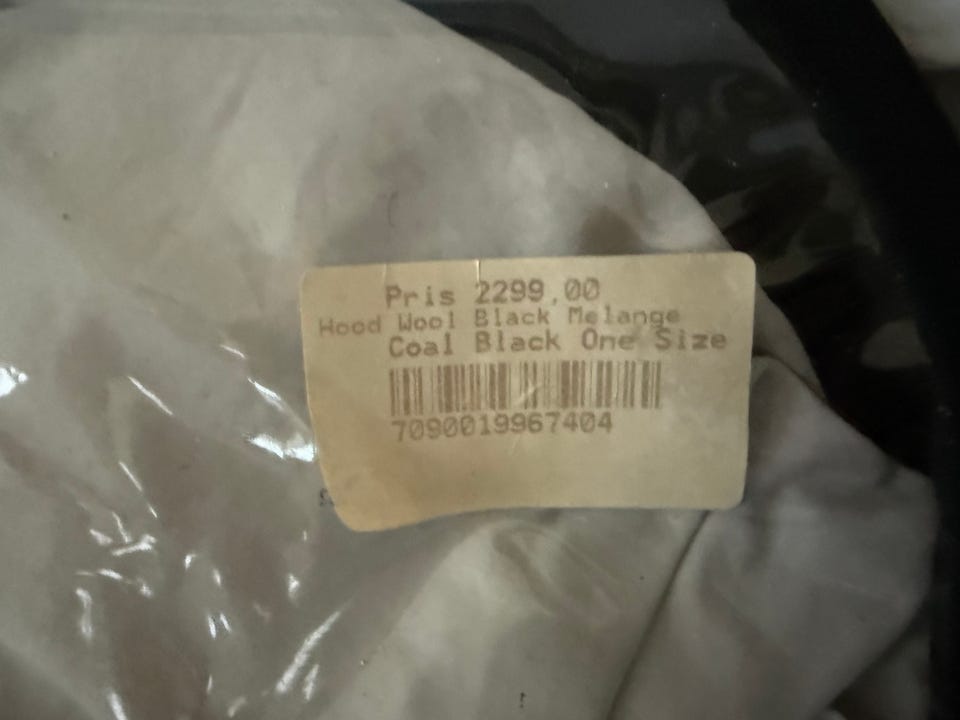 Pris 2299,00
Hood Wool Black Melange
Coal Black One Size
7090019967404